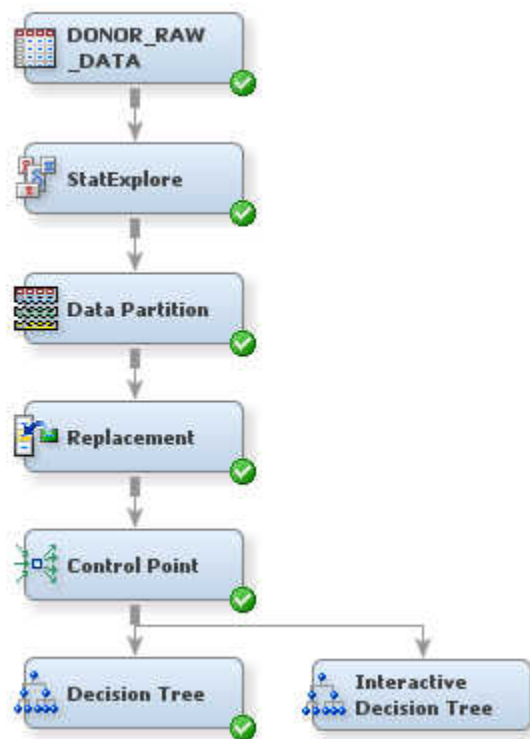 DONOR_RAW
_DATA
StatExplore
Data Partition
Replacement
Control Point
Decision Tree
Interactive
Decision Tree